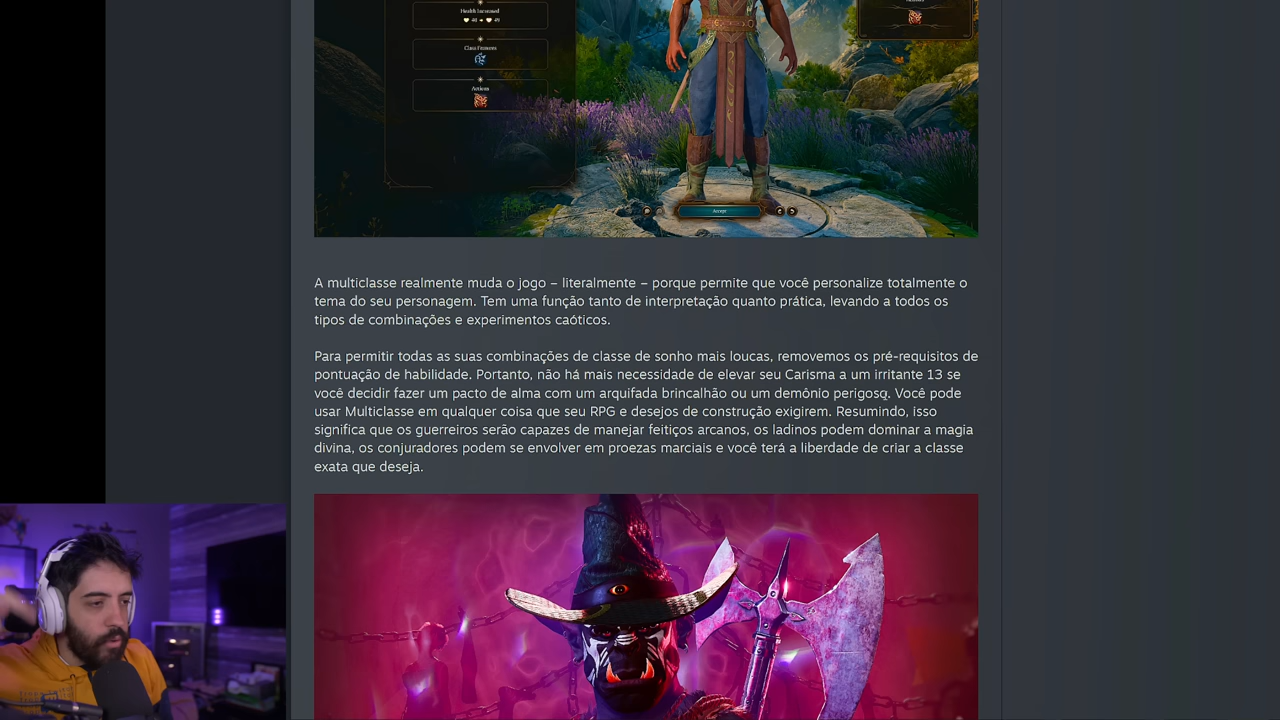 Health Increased
Class Features
Actions
Accept
A multiclasse realmente muda o jogo – literalmente – porque permite que você personalize totalmente o
tema do seu personagem. Tem uma função tanto de interpretação quanto prática, levando a todos os
tipos de combinações e experimentos caóticos.
Para permitir todas as suas combinações de classe de sonho mais loucas, removemos os pré-requisitos de
pontuação de habilidade. Portanto, não há mais necessidade de elevar seu Carisma a um irritante 13 se
você decidir fazer um pacto de alma com um arquifada brincalhão ou um demônio perigoso. Você pode
usar Multiclasse em qualquer coisa que seu RPG e desejos de construção exigirem. Resumindo, isso
significa que os guerreiros serão capazes de manejar feitiços arcanos, os ladinos podem dominar a magia
divina, os conjuradores podem se envolver em proezas marciais e você terá a liberdade de criar a classe
exata que deseja.